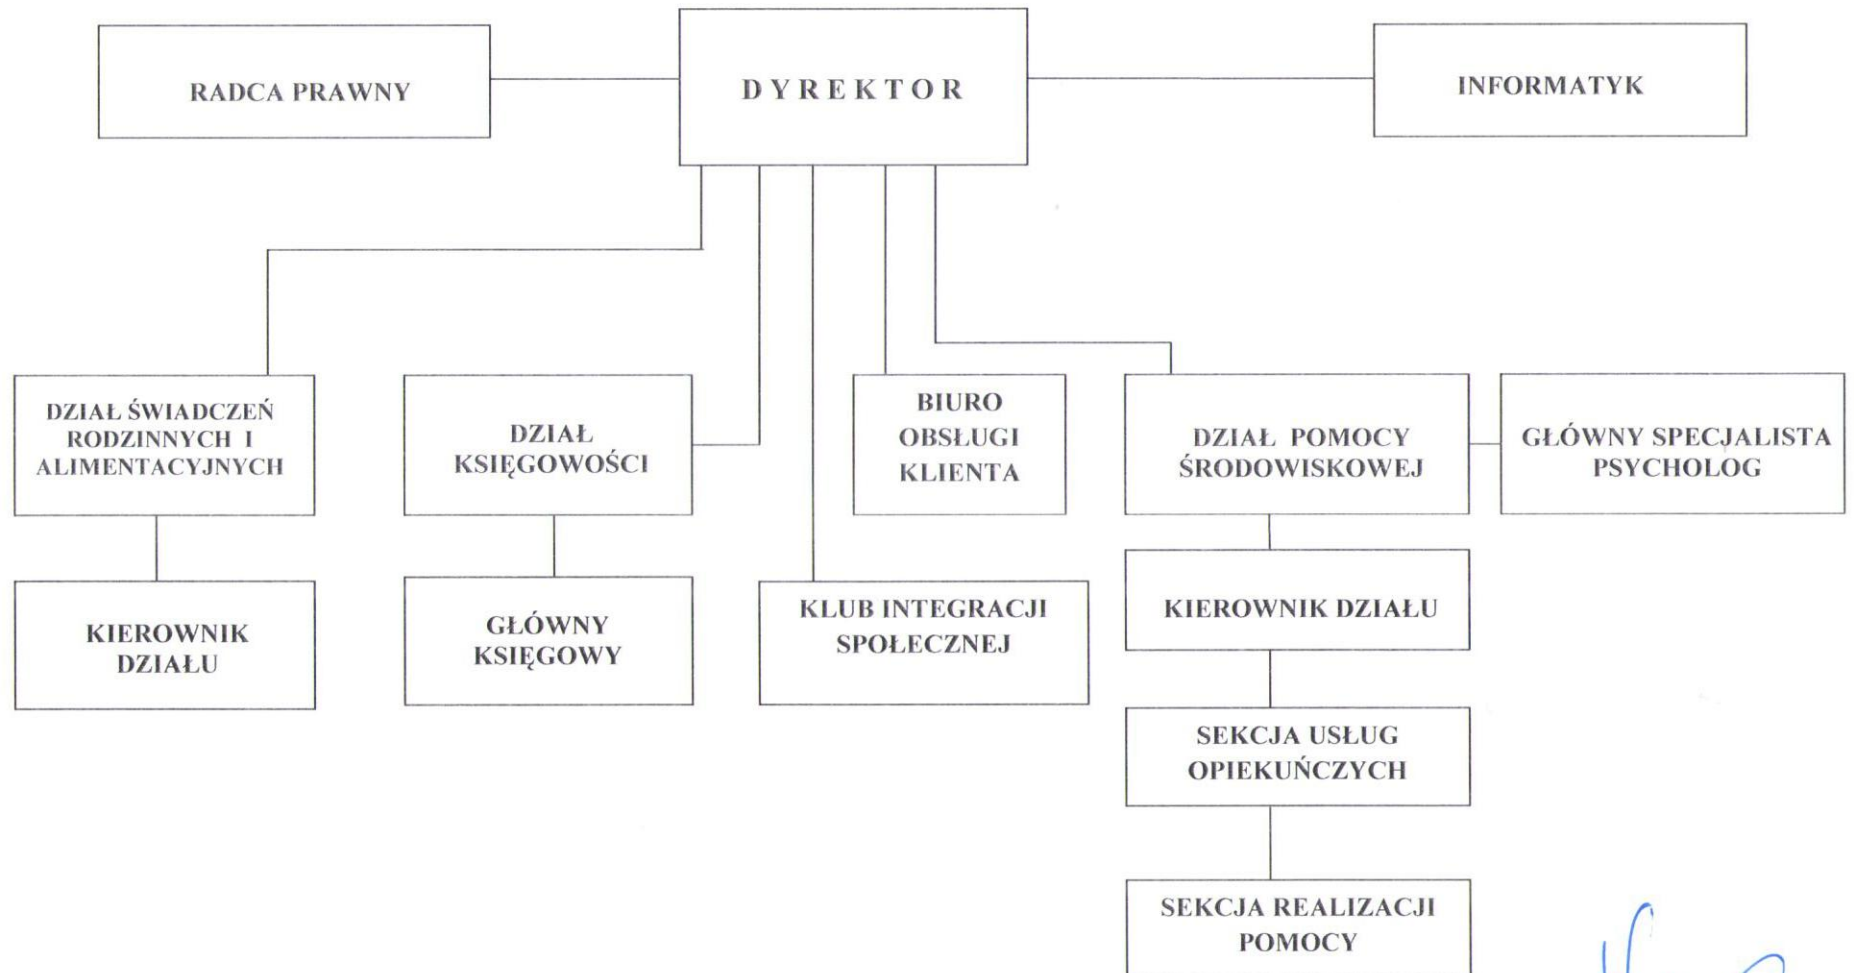 RADCA PRAWNY
D Y R E K T O R
INFORMATYK
DZIAŁ ŚWIADCZEŃ
RODZINNYCH I
ALIMENTACYJNYCH
DZIAŁ
KSIĘGOWOŚCI
BIURO
OBSŁUGI
KLIENTA
DZIAŁ POMOCY
ŚRODOWISKOWEJ
GŁÓWNY SPECJALISTA
PSYCHOLOG
KIEROWNIK
DZIAŁU
GŁÓWNY
KSIĘGOWY
KLUB INTEGRACJI
SPOŁECZNEJ
KIEROWNIK DZIAŁU
SEKCJA USŁUG
OPIEKUŃCZYCH
SEKCJA REALIZACJI
POMOCY